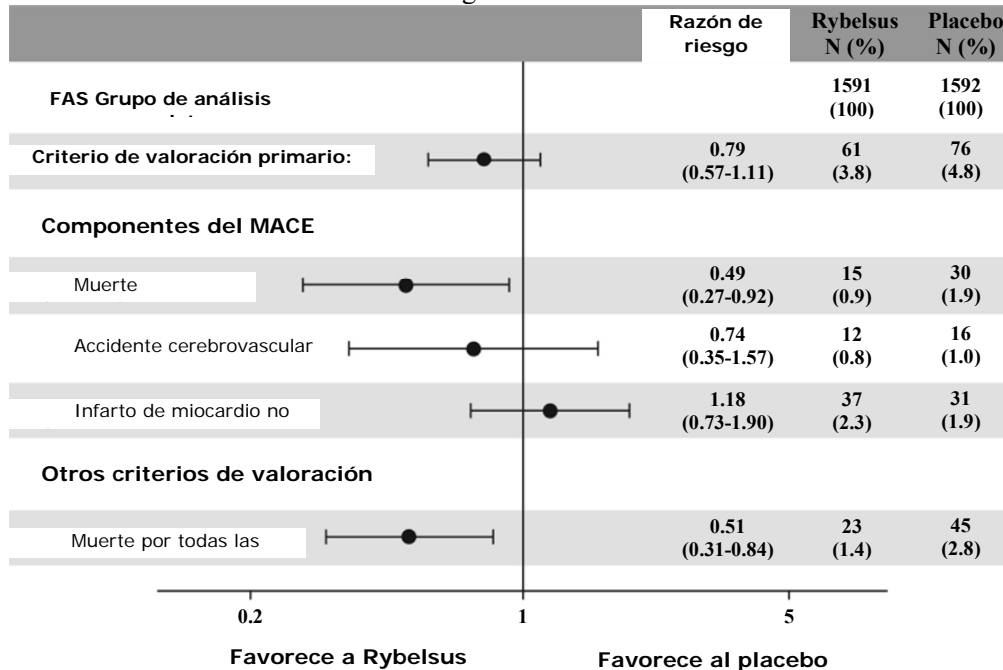 Razón de Rybelsus Placebo
riesgo N (%) N (%)
FAS Grupo de análisis 1591 1592
(100) (100)
Criterio de valoración primario: 0.79 61 76
(0.57-1.11) (3.8) (4.8)
Componentes del MACE
Muerte 0.49 15 30
(0.27-0.92) (0.9) (1.9)
Accidente cerebrovascular 0.74 12 16
(0.35-1.57) (0.8) (1.0)
Infarto de miocardio no 1.18 37 31
(0.73-1.90) (2.3) (1.9)
Otros criterios de valoración
Muerte por todas las 0.51 23 45
(0.31-0.84) (1.4) (2.8)
0.2 1 5
Favorece a Rybelsus Favorece al placebo